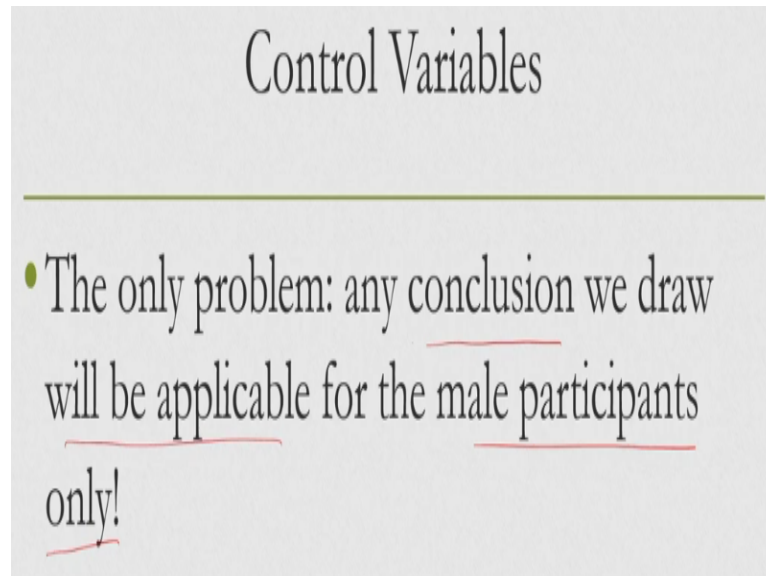 Control Variables
• The only problem: any conclusion we draw
will be applicable for the male participants
only!